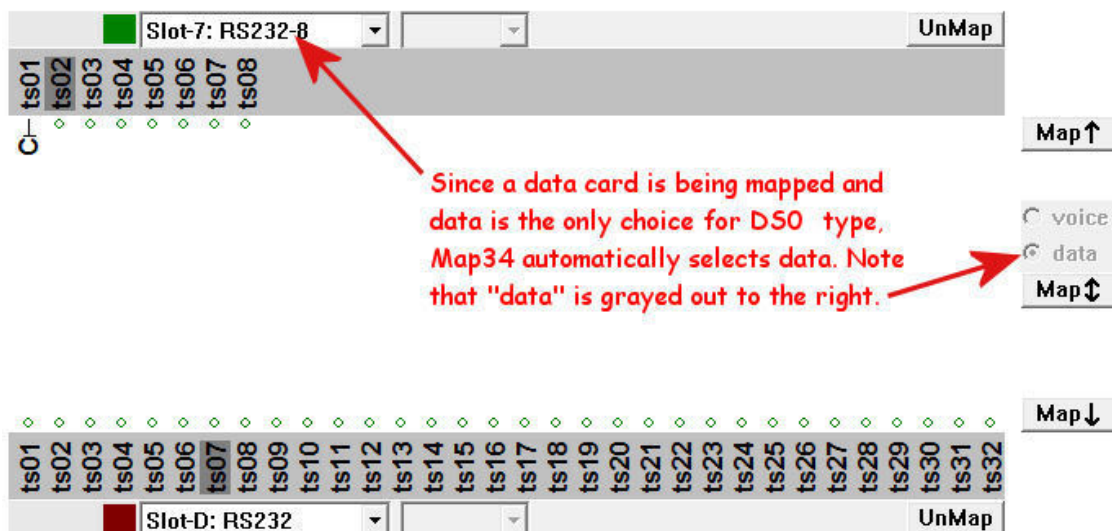 Slot-7: RS232-8 UnMap
ts01 ts02 ts03 ts04 ts05 ts06 ts07 ts08
C
Map↑
Since a data card is being mapped and
data is the only choice for DS0 type,
Map34 automatically selects data. Note
that "data" is grayed out to the right.
voice
data
Map↕
Map↓
ts01 ts02 ts03 ts04 ts05 ts06 ts07 ts08 ts09 ts10 ts11 ts12 ts13 ts14 ts15 ts16 ts17 ts18 ts19 ts20 ts21 ts22 ts23 ts24 ts25 ts26 ts27 ts28 ts29 ts30 ts31 ts32
Slot-D: RS232 UnMap